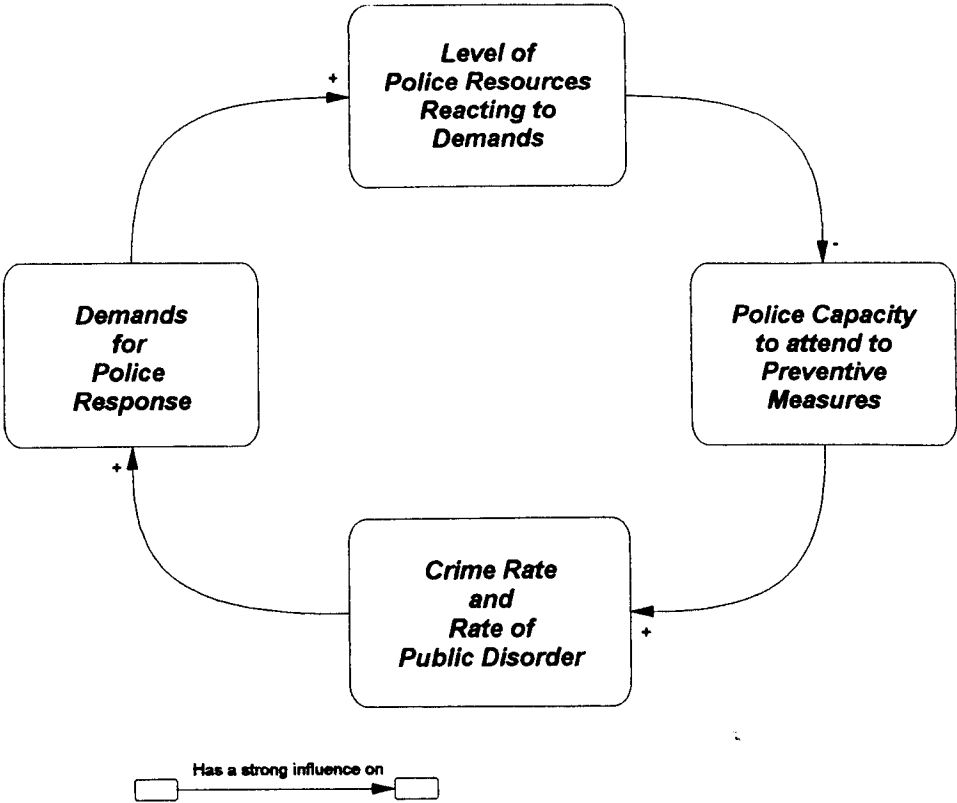 Level of
Police Resources
Reacting to
Demands
+
-
Police Capacity
to attend to
Preventive
Measures
+
Crime Rate
and
Rate of
Public Disorder
+
Demands
for
Police
Response
Has a strong influence on